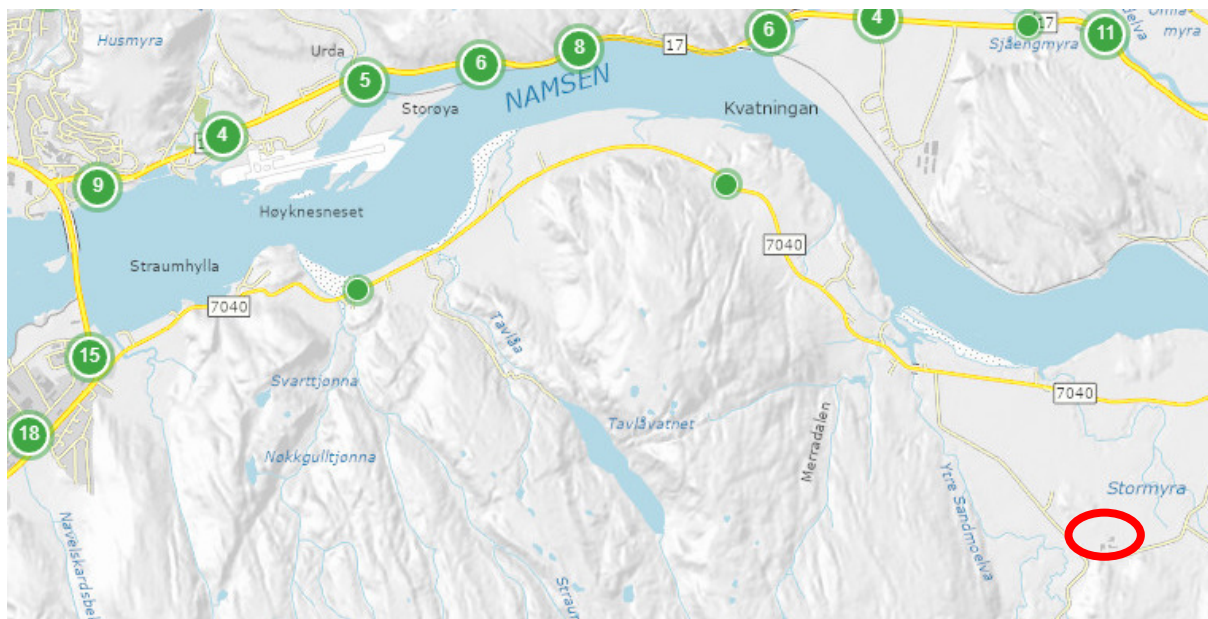 Husmyra
Urda
5
6
8
17
6
4
17
11
Sjåengmyra
myra
Storøya
NAMSEN
Kvatningan
4
9
Høyknesneset
Straumhylla
7040
7040
15
Tavlåa
Svarttjønna
18
Nøkkgulltjønna
Tavlåvatnet
Merradalen
7040
Ytre Sandmoelva
Stormyra